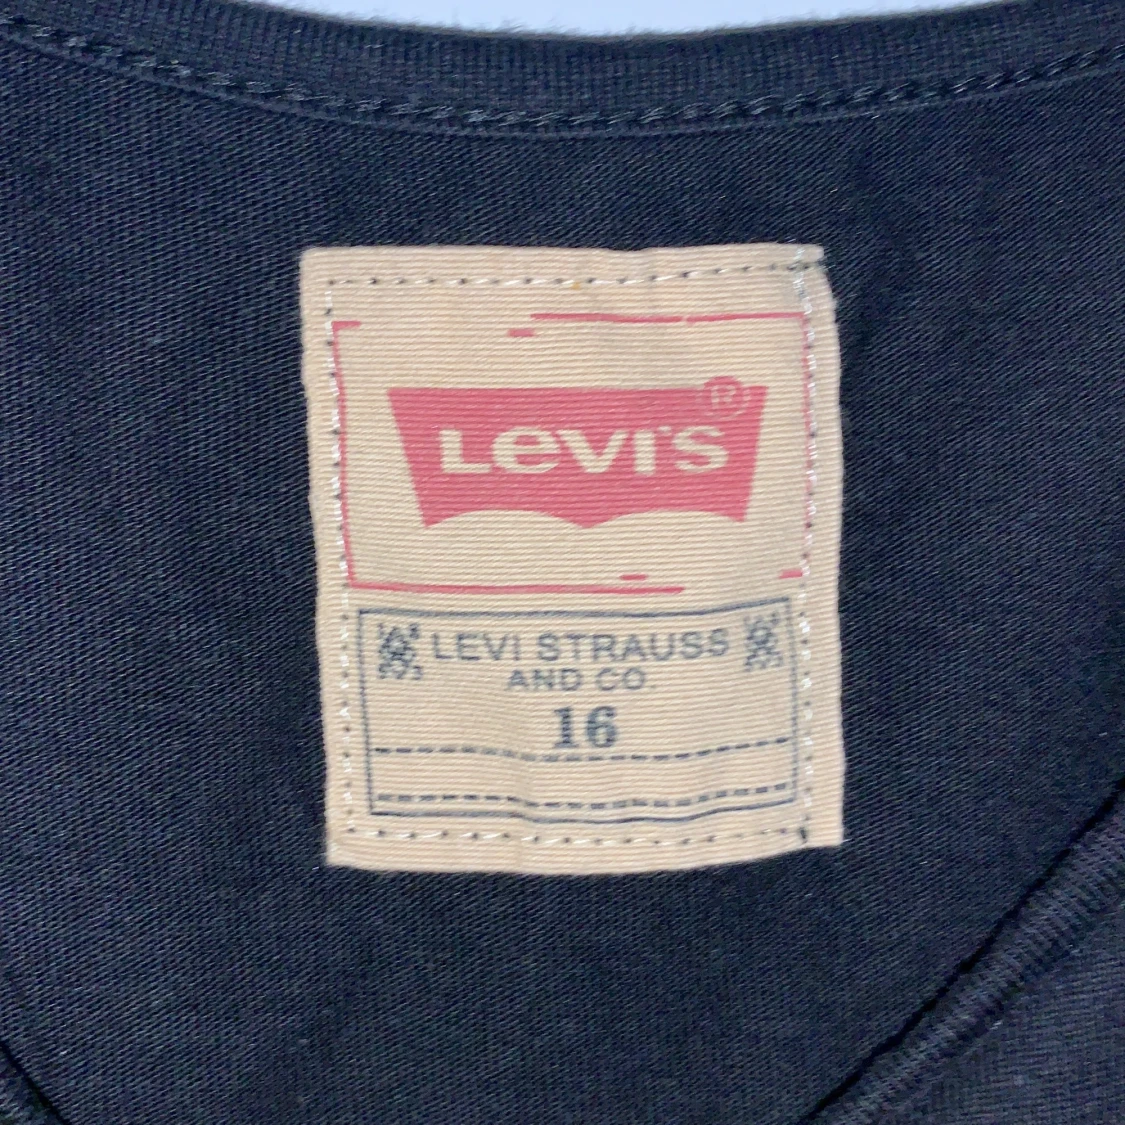 LEVI'S ®
LEVI STRAUSS
AND CO.
16